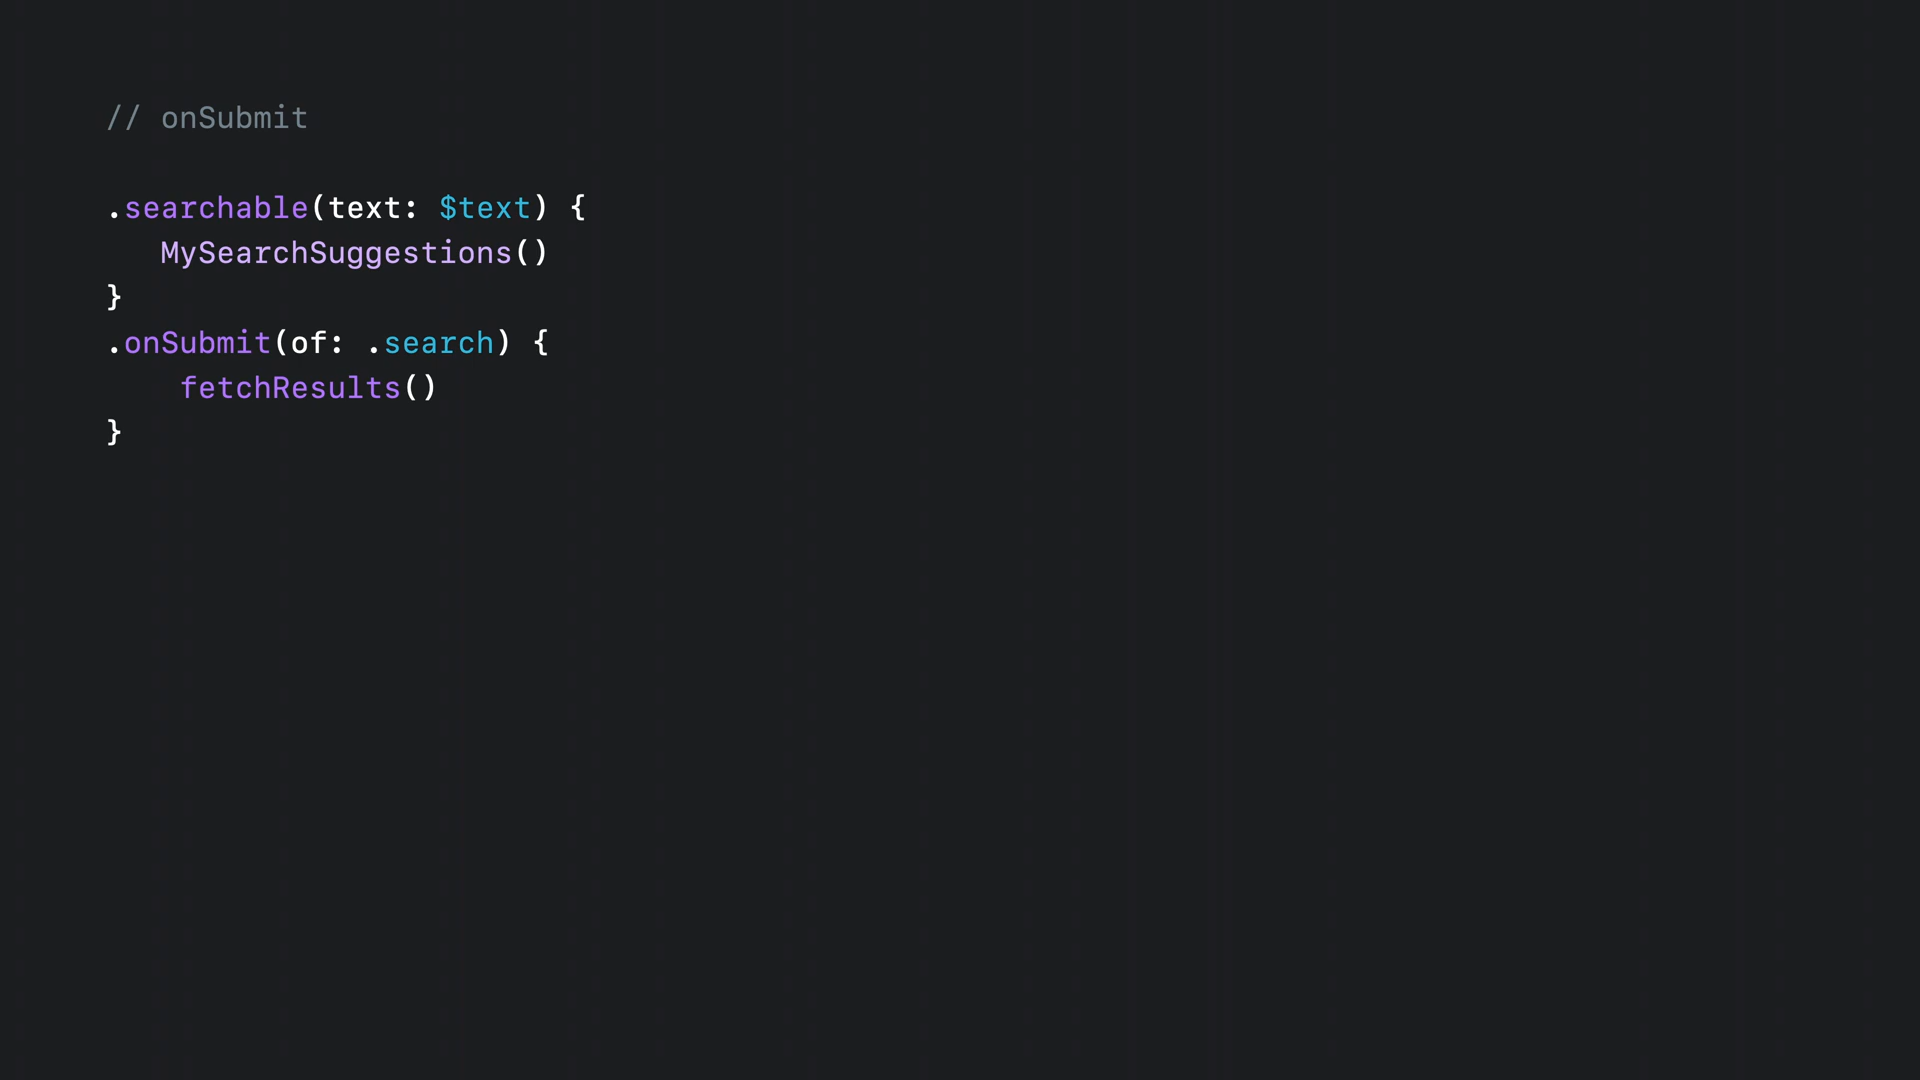 // onSubmit
.searchable(text: $text) {
   MySearchSuggestions()
}
.onSubmit(of: .search) {
    fetchResults()
}